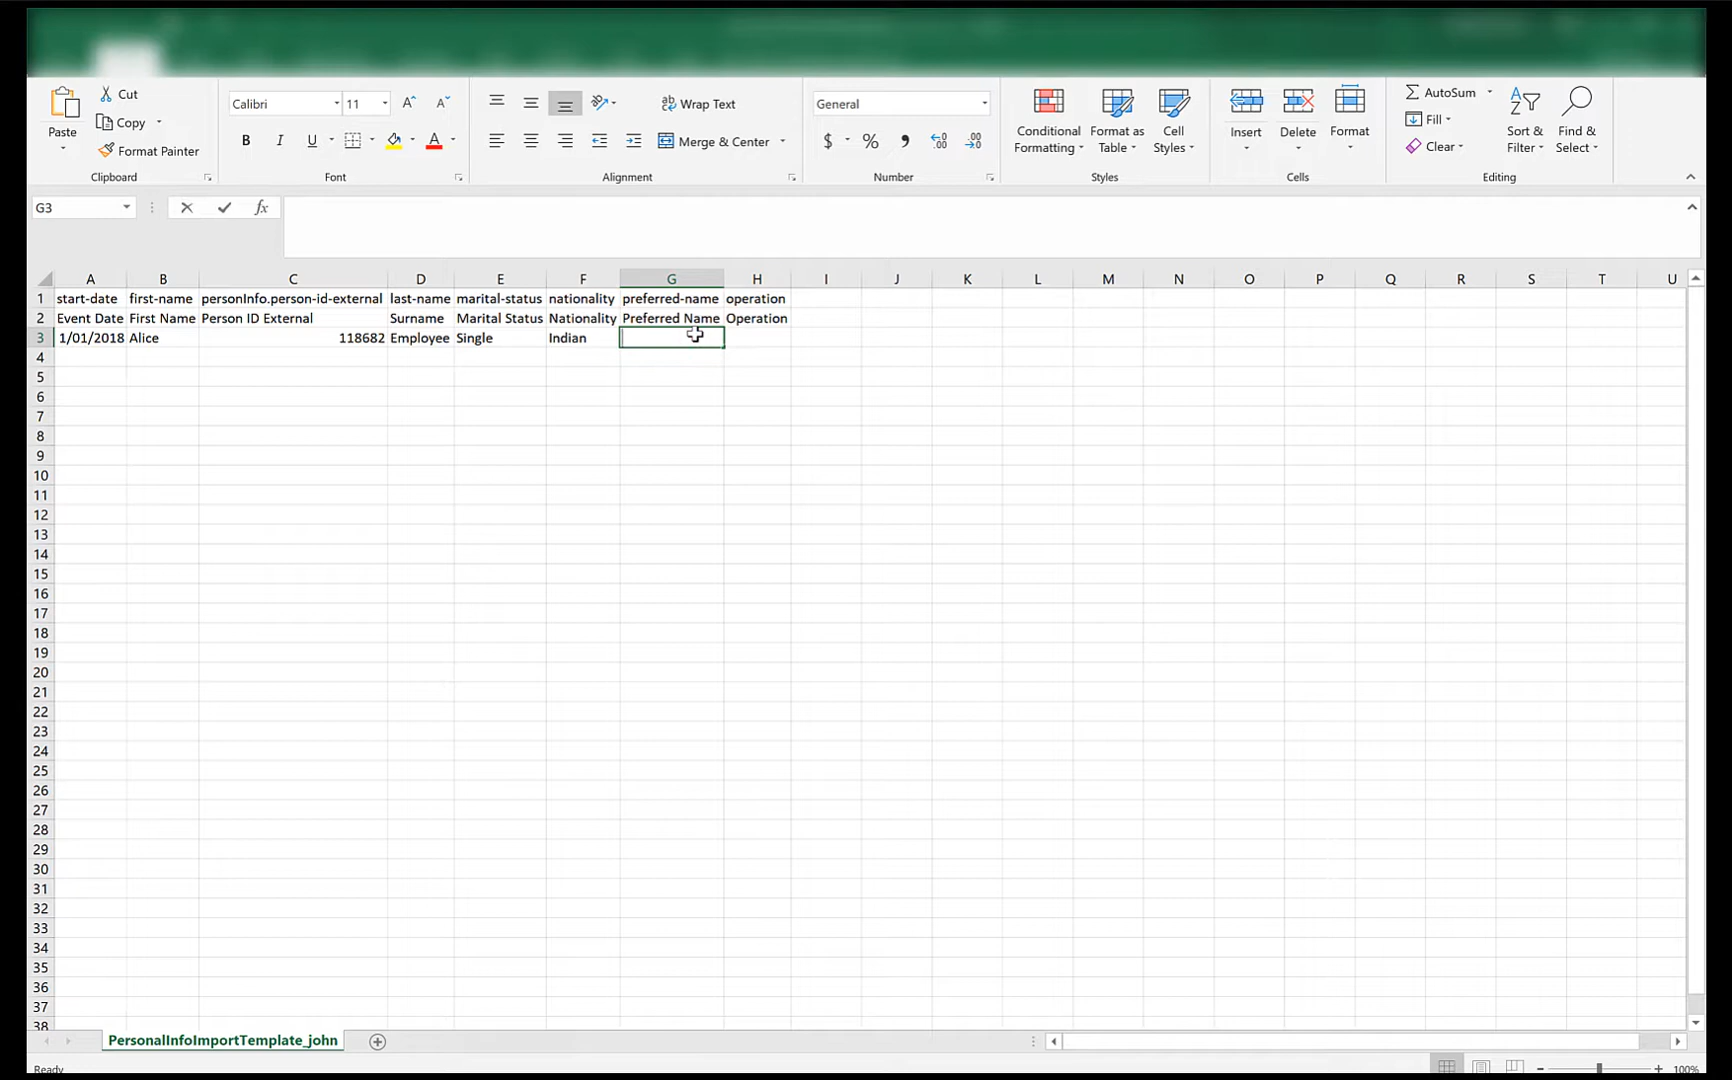 Cut
Copy
Format Painter
Paste
Clipboard
Calibri 11
B I U
Font
Wrap Text
Merge & Center
Alignment
General
$ % ,
Number
Conditional Formatting
Format as Table
Cell Styles
Styles
Insert
Delete
Format
Cells
AutoSum
Fill
Clear
Sort & Filter
Find & Select
Editing
G3 fx
A B C D E F G H I J K L M N O P Q R S T U
1 start-date first-name personInfo.person-id-external last-name marital-status nationality preferred-name operation
2 Event Date First Name Person ID External Surname Marital Status Nationality Preferred Name Operation
3 1/01/2018 Alice 118682 Employee Single Indian
4
5
6
7
8
9
10
11
12
13
14
15
16
17
18
19
20
21
22
23
24
25
26
27
28
29
30
31
32
33
34
35
36
37
38
PersonalInfoImportTemplate_john
Ready 100%